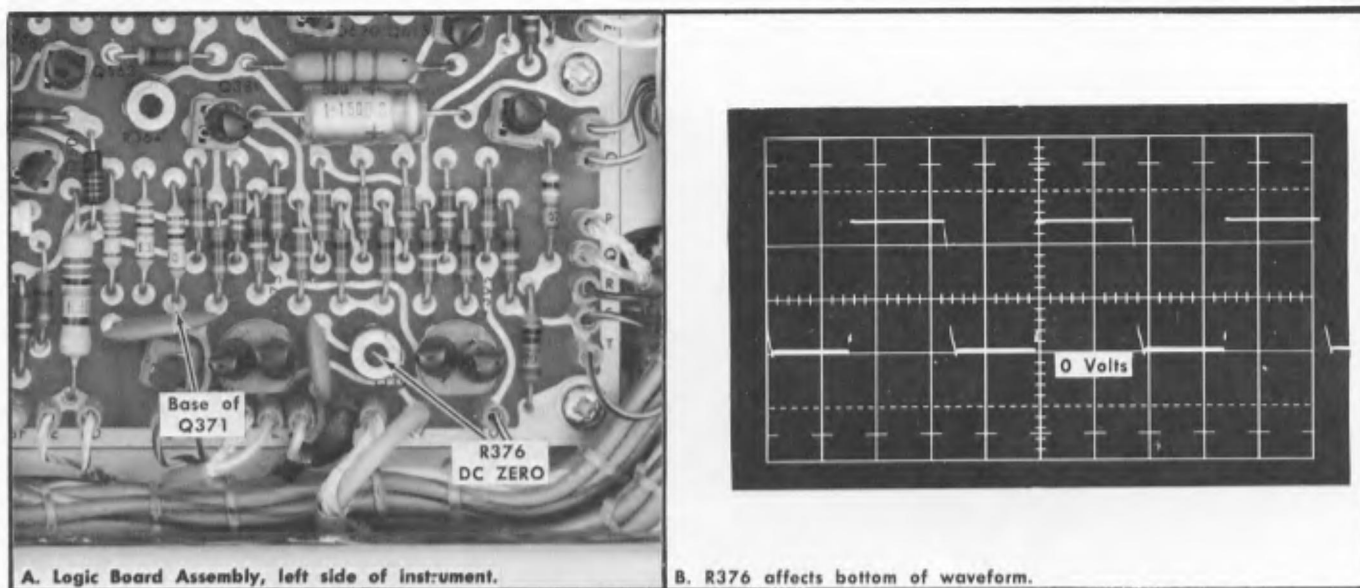 P
Q
R
T
Base of
Q371
R376
DC ZERO
0 Volts
A. Logic Board Assembly, left side of instrument.
B. R376 affects bottom of waveform.